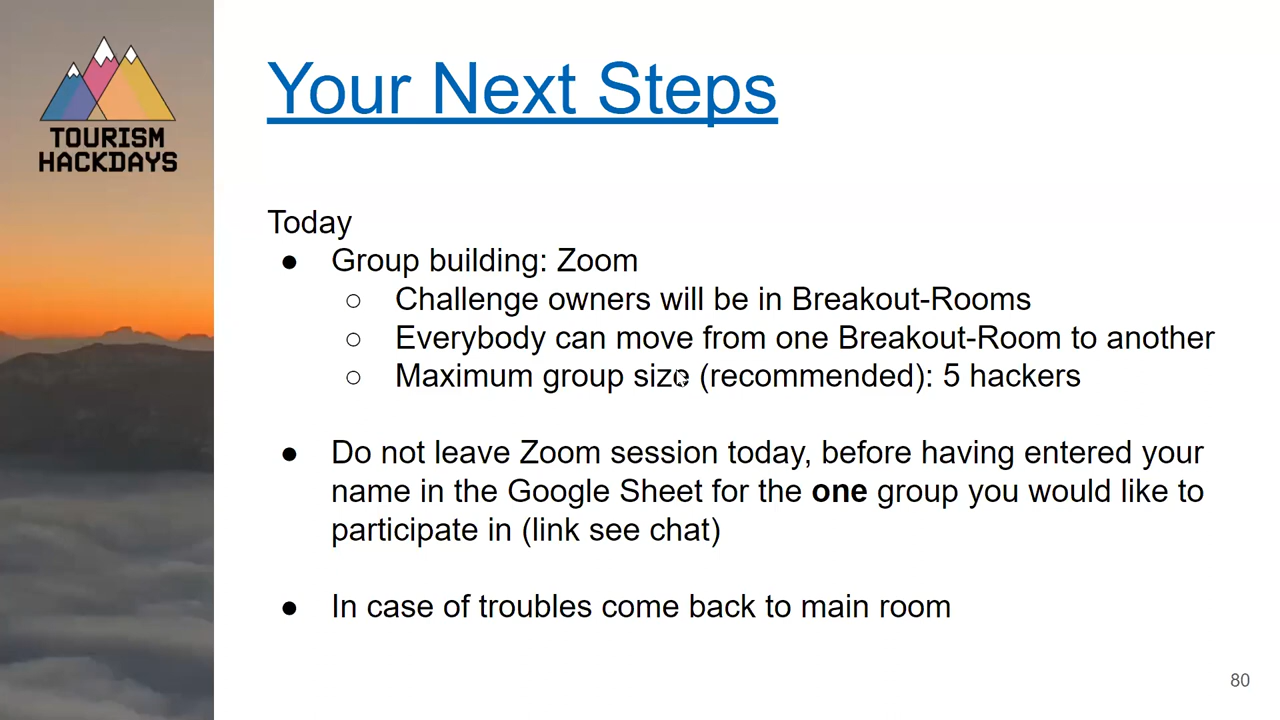 TOURISM
HACKDAYS
Your Next Steps
Today
● Group building: Zoom
○ Challenge owners will be in Breakout-Rooms
○ Everybody can move from one Breakout-Room to another
○ Maximum group size (recommended): 5 hackers
● Do not leave Zoom session today, before having entered your
name in the Google Sheet for the one group you would like to
participate in (link see chat)
● In case of troubles come back to main room
80